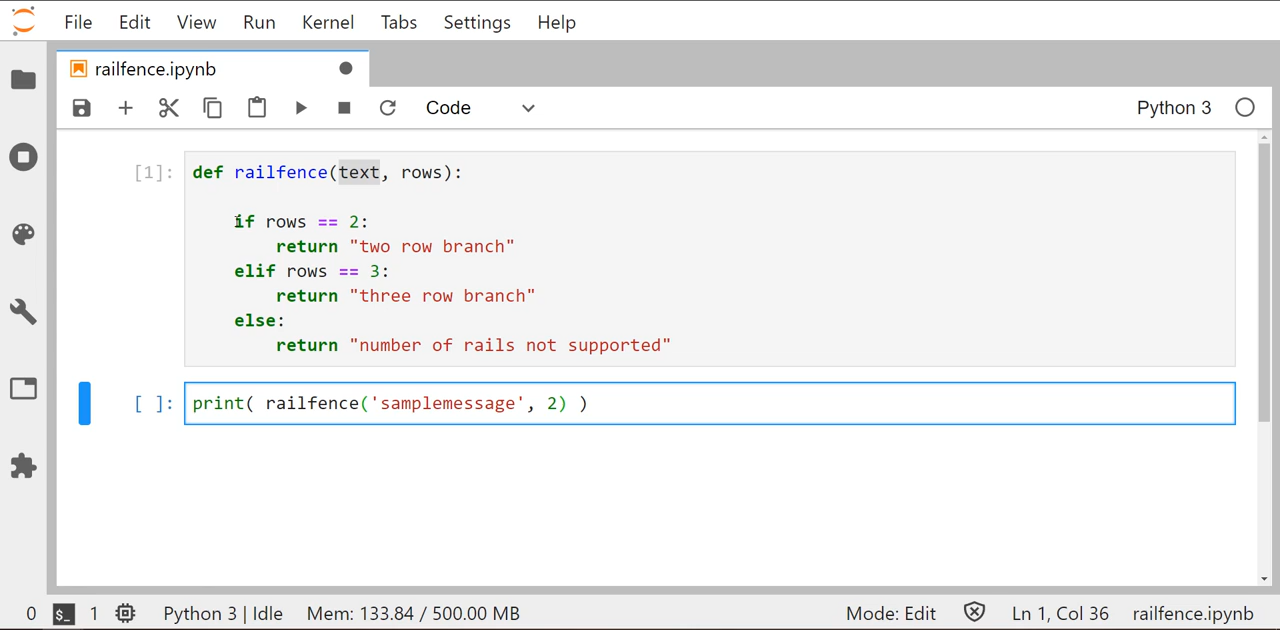 File Edit View Run Kernel Tabs Settings Help
railfence.ipynb
Code Python 3
[1]: def railfence(text, rows):
if rows == 2:
return "two row branch"
elif rows == 3:
return "three row branch"
else:
return "number of rails not supported"
[ ]: print( railfence('samplemessage', 2) )
0 $_ 1 Python 3 | Idle Mem: 133.84 / 500.00 MB Mode: Edit Ln 1, Col 36 railfence.ipynb